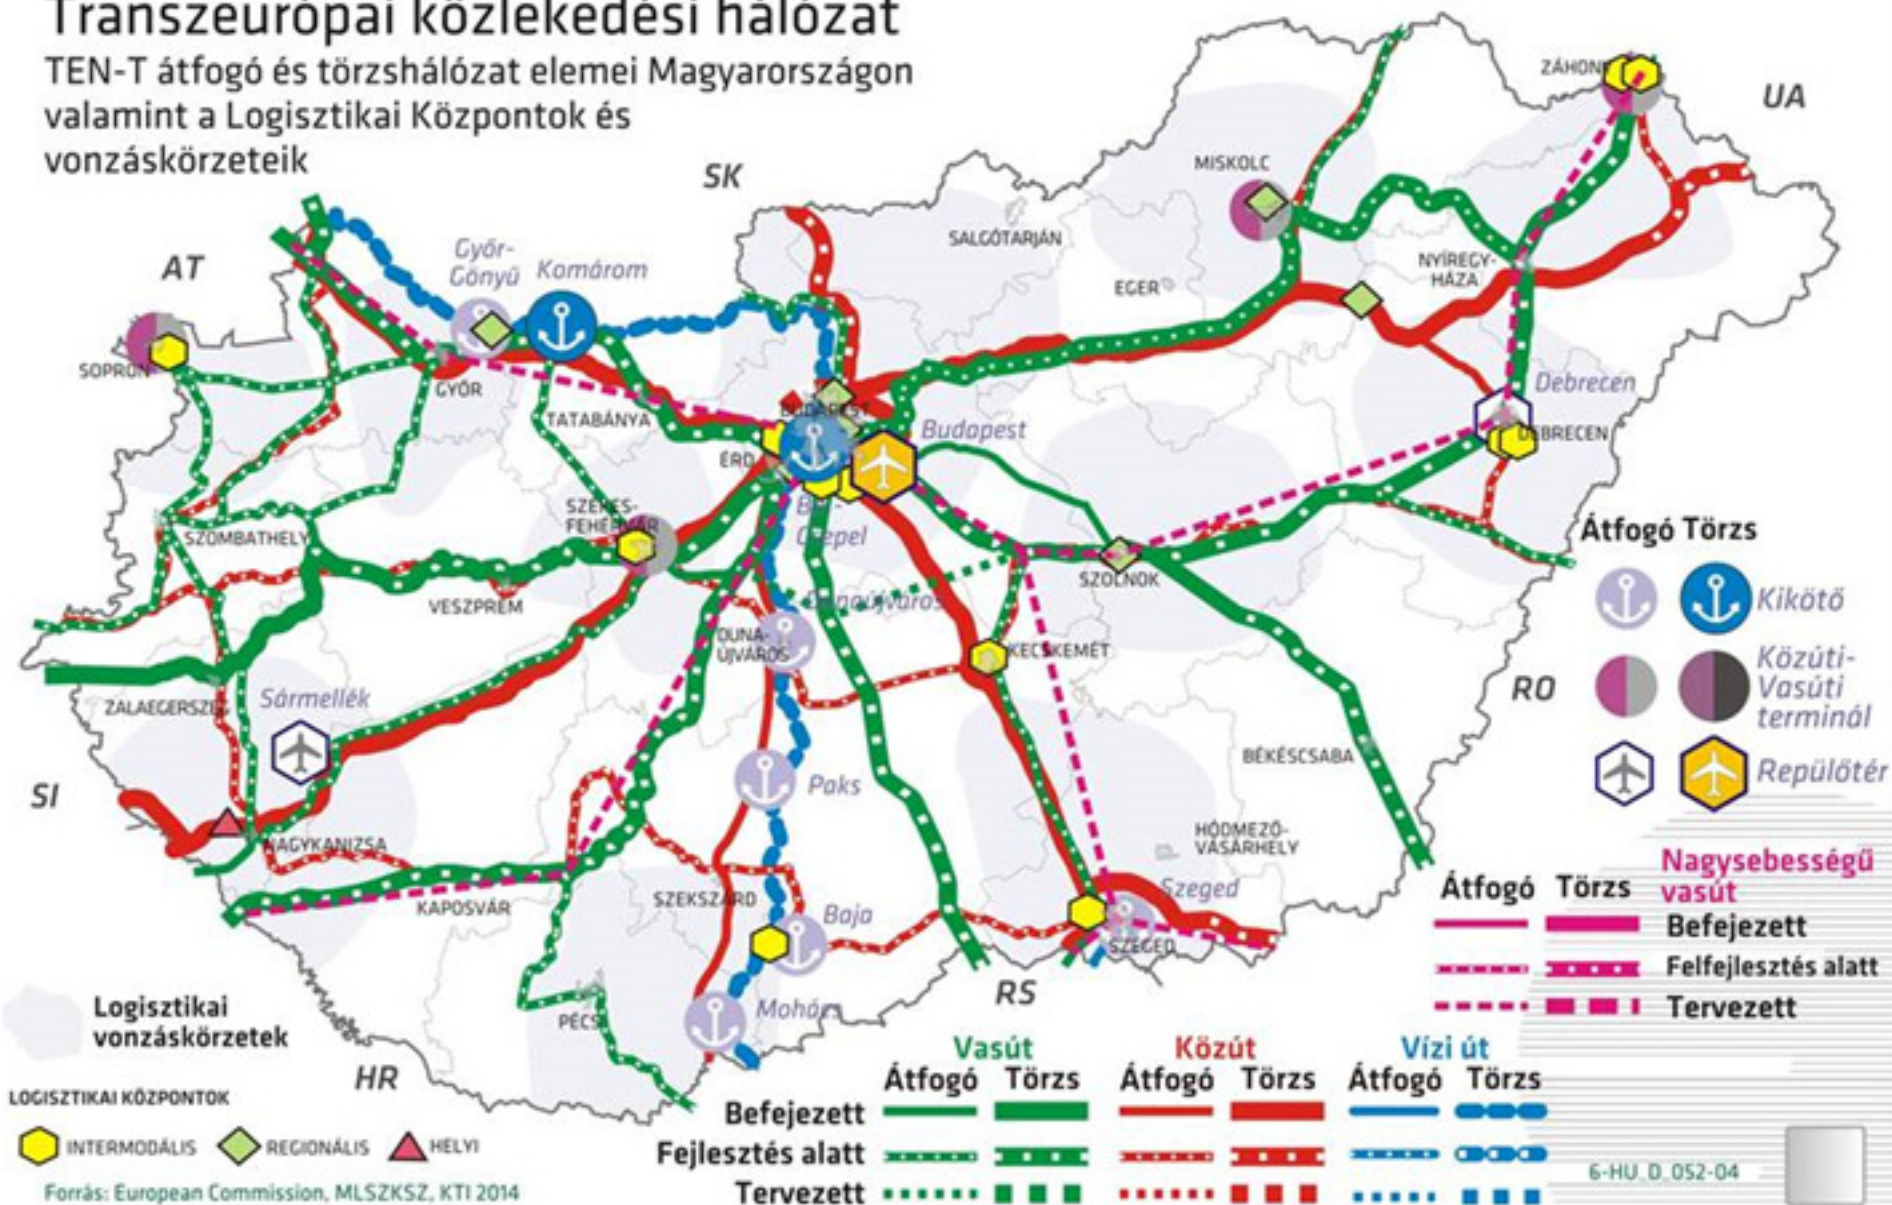 Transzeurópai közlekedési hálózat
TEN-T átfogó és törzshálózat elemei Magyarországon
valamint a Logisztikai Központok és
vonzáskörzeteik
SK
UA
AT
ZÁHONY
MISKOLC
SALGÓTARJÁN
EGER
NYÍREGY-
HÁZA
Győr-
Gönyű
Komárom
SOPRON
GYŐR
TATABÁNYA
BUDAPEST
Budapest
ÉRD
Debrecen
DEBRECEN
SZÉKES-
FEHÉRVÁR
Csepel
SZOMBATHELY
VESZPRÉM
SZOLNOK
Dunaújváros
DUNA-
ÚJVÁROS
KECSKEMÉT
ZALAEGERSZEG
Sármellék
SI
NAGYKANIZSA
KAPOSVÁR
Paks
BÉKÉSCSABA
HÓDMEZŐ-
VÁSÁRHELY
SZEKSZÁRD
Baja
Szeged
SZEGED
RS
RO
PÉCS
Mohács
HR
Átfogó Törzs
Kikötő
Közúti-
Vasúti
terminál
Repülőtér
Nagysebességű
vasút
Átfogó Törzs
Befejezett
Felfejlesztés alatt
Tervezett
Logisztikai
vonzáskörzetek
LOGISZTIKAI KÖZPONTOK
INTERMODÁLIS REGIONÁLIS HELYI
Forrás: European Commission, MLSZKSZ, KTI 2014
Vasút Közút Vízi út
Átfogó Törzs Átfogó Törzs Átfogó Törzs
Befejezett
Fejlesztés alatt
Tervezett
6-HU_D_052-04